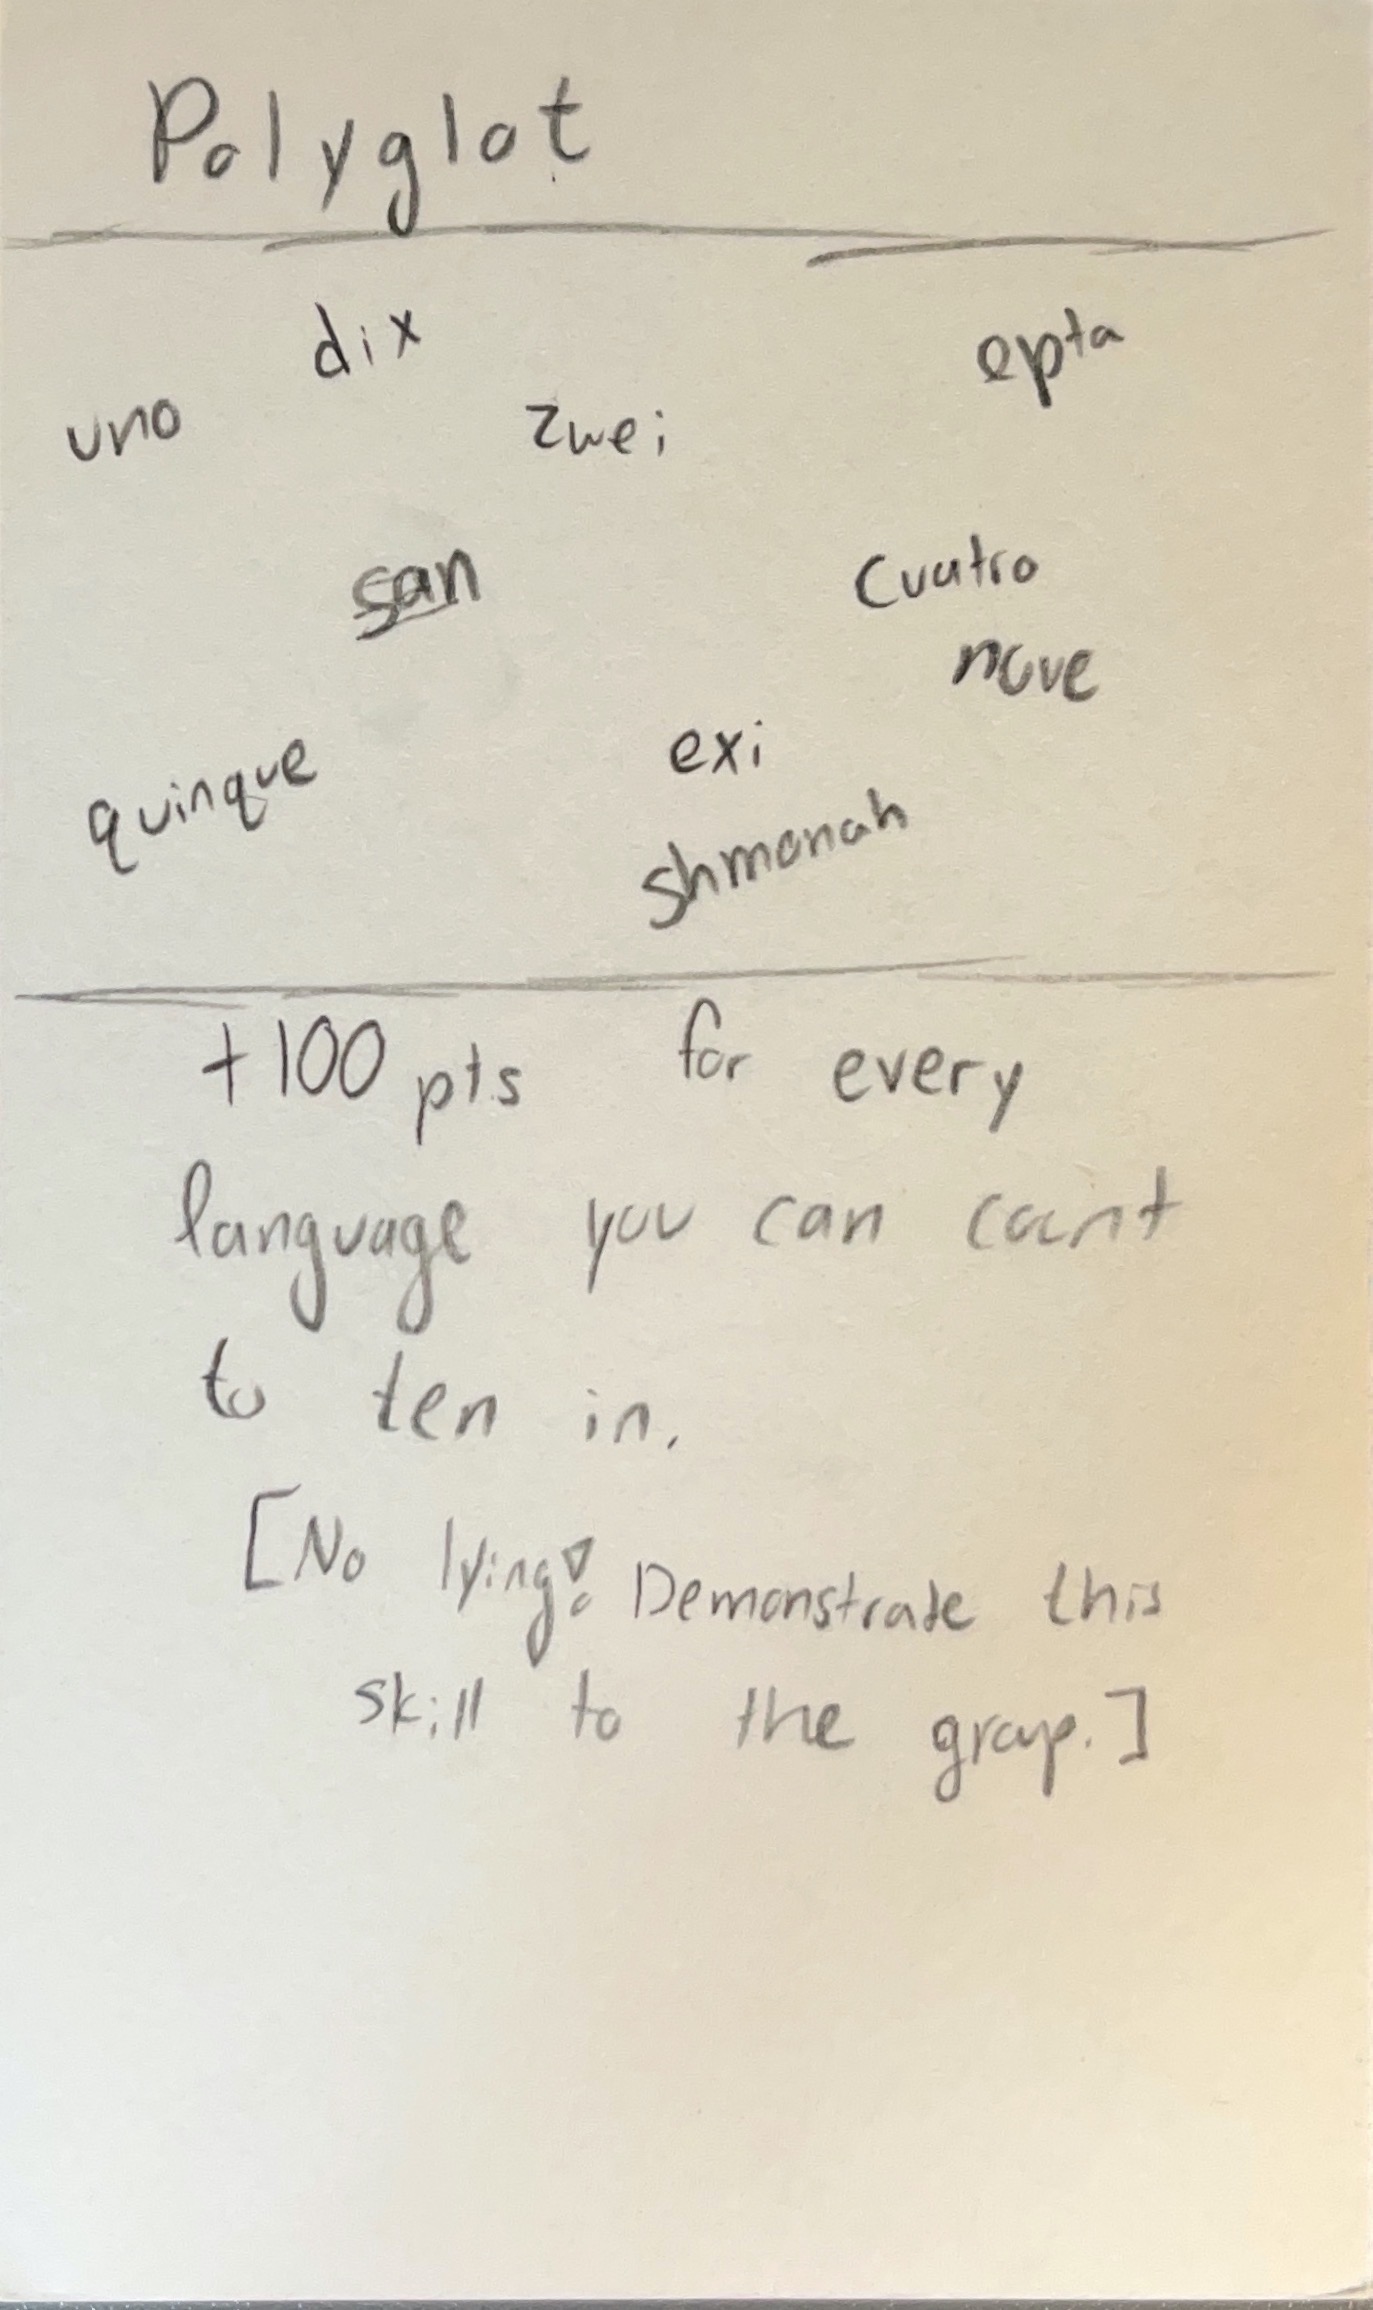 Polyglot
dix
epta
uno
zwei
san
cuatro
nove
exi
quinque
shmonah
+100 pts for every
language you can count
to ten in.
[No lying! Demonstrate this
skill to the group.]